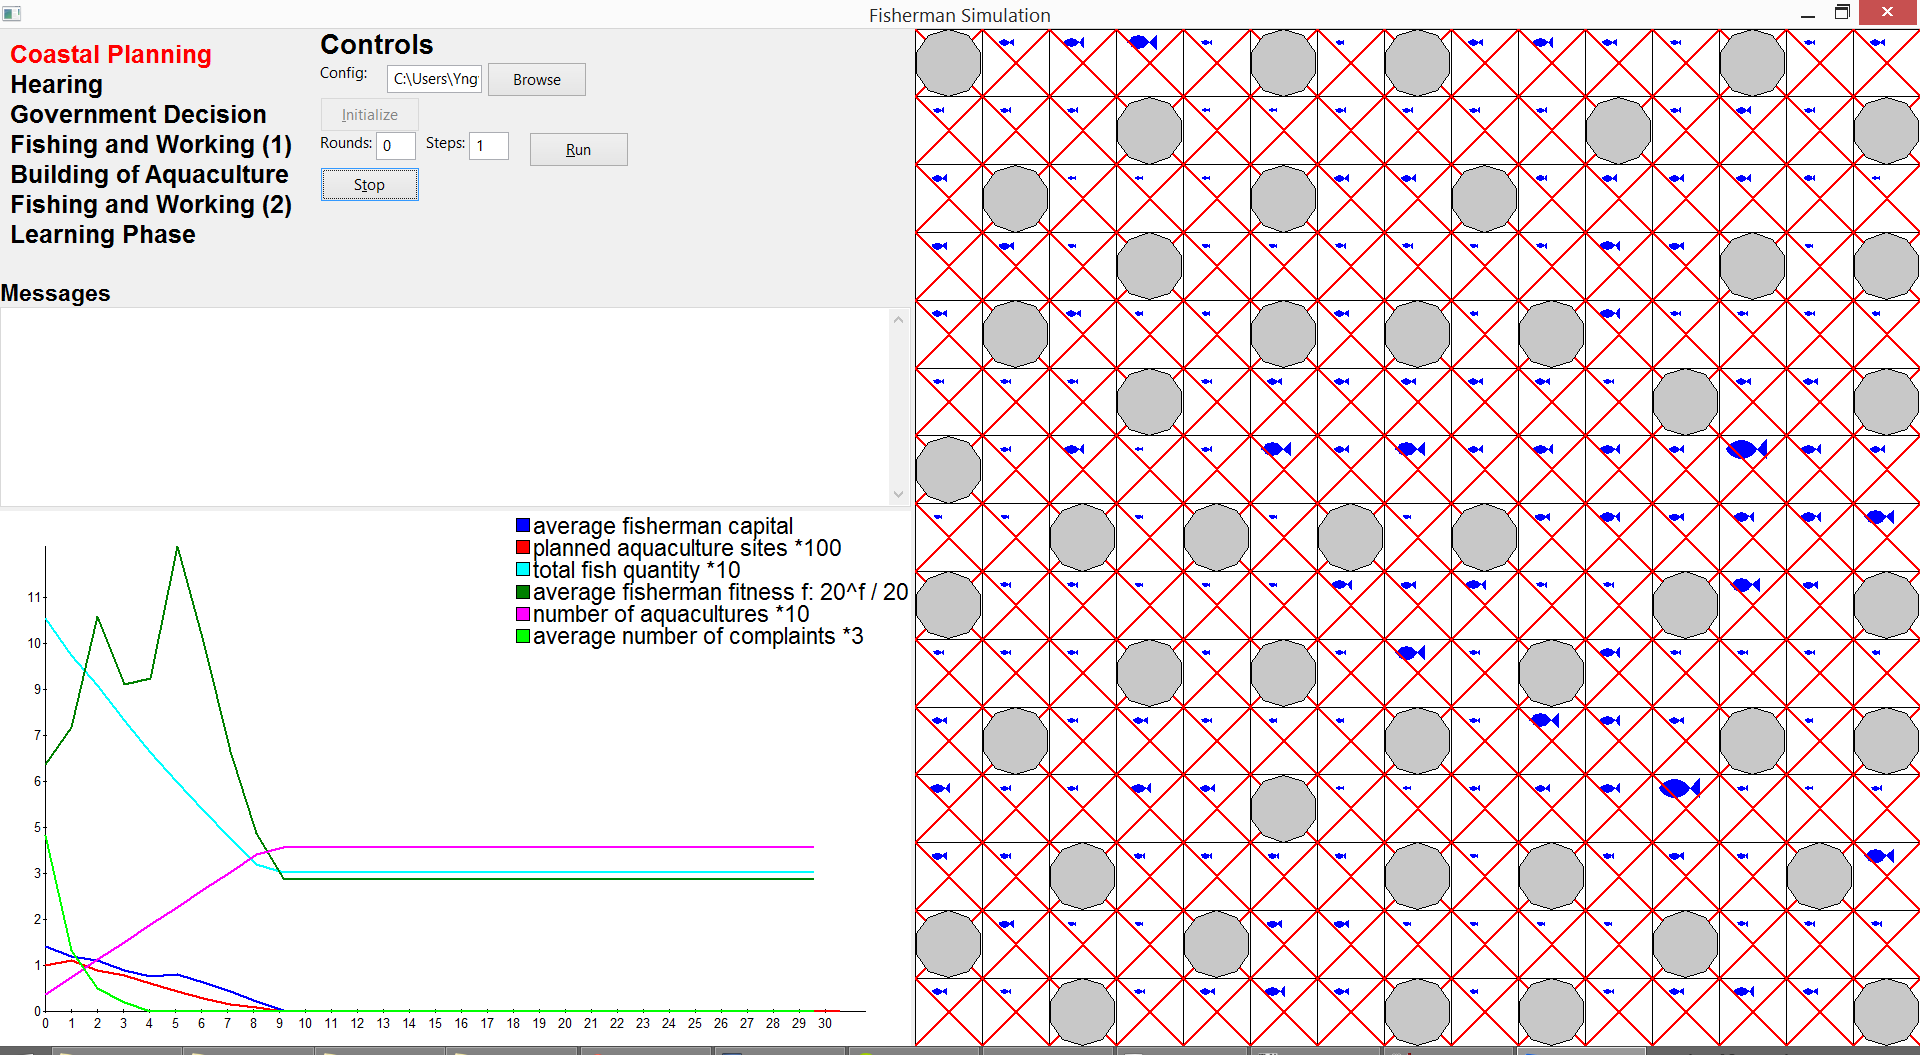 Fisherman Simulation
Coastal Planning
Hearing
Government Decision
Fishing and Working (1)
Building of Aquaculture
Fishing and Working (2)
Learning Phase
Controls
Config: C:\Users\Yng Browse
Initialize
Rounds: 0 Steps: 1 Run
Stop
Messages
average fisherman capital
planned aquaculture sites *100
total fish quantity *10
average fisherman fitness f: 20^f / 20
number of aquacultures *10
average number of complaints *3
11
10
9
7
6
5
3
2
1
0
0 1 2 3 4 5 6 7 8 9 10 11 12 13 14 15 16 17 18 19 20 21 22 23 24 25 26 27 28 29 30